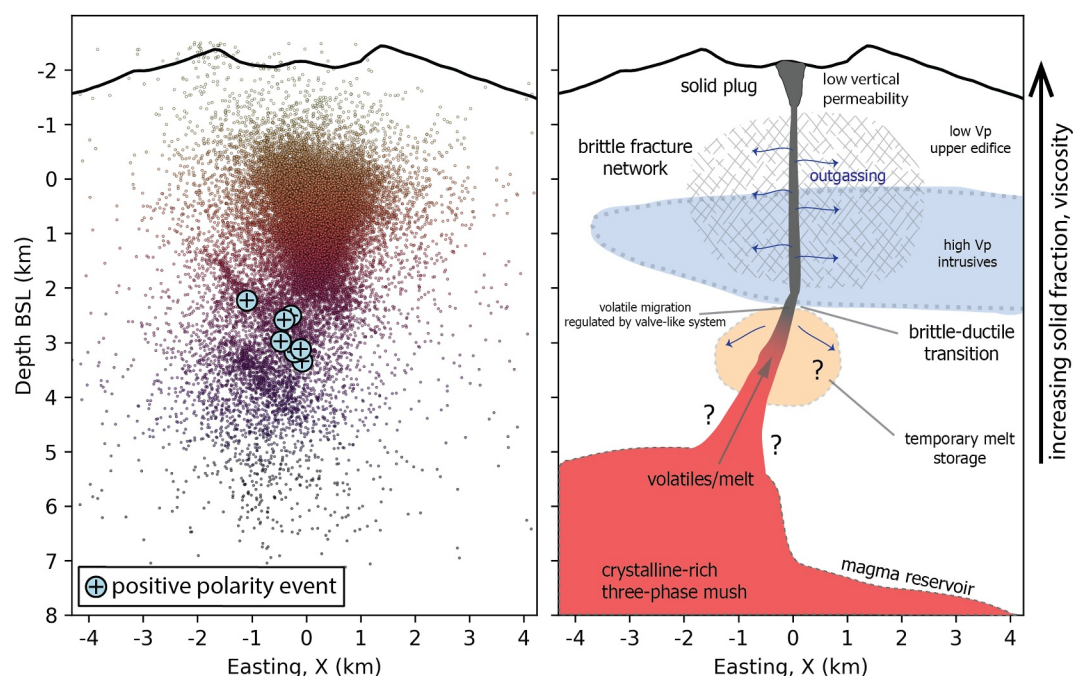 -2
-1
0
1
2
3
4
5
6
7
8
Depth BSL (km)
positive polarity event
-4
-3
-2
-1
0
1
2
3
4
Easting, X (km)
solid plug
low vertical
permeability
brittle fracture
network
low Vp
upper edifice
outgassing
high Vp
intrusives
volatile migration
regulated by valve-like system
brittle-ductile
transition
?
?
?
temporary melt
storage
volatiles/melt
crystalline-rich
three-phase mush
magma reservoir
-4
-3
-2
-1
0
1
2
3
4
Easting, X (km)
increasing solid fraction, viscosity